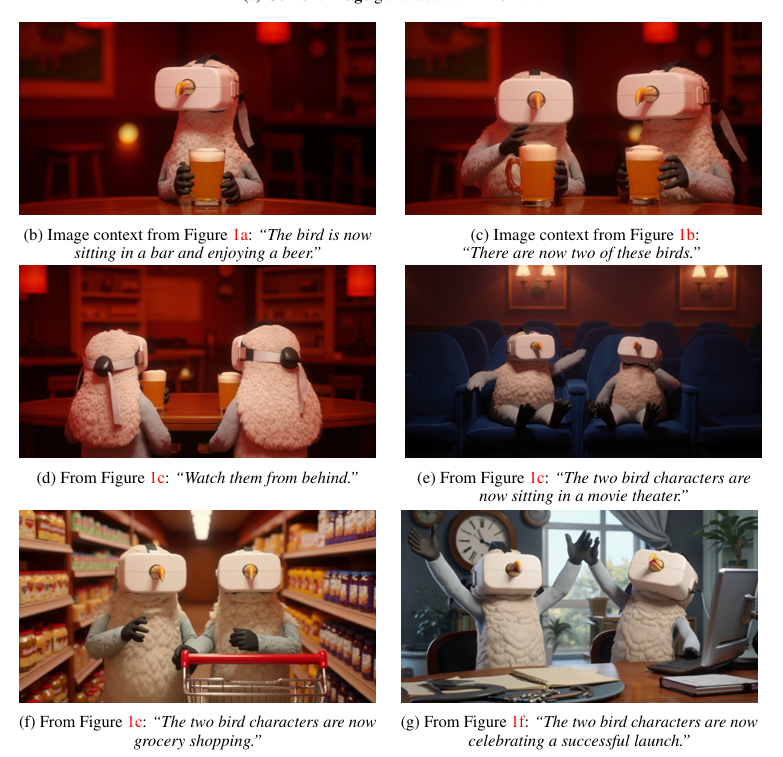 (b) Image context from Figure 1a: “The bird is now
sitting in a bar and enjoying a beer.”
(c) Image context from Figure 1b:
“There are now two of these birds.”
(d) From Figure 1c: “Watch them from behind.”
(e) From Figure 1c: “The two bird characters are
now sitting in a movie theater.”
(f) From Figure 1c: “The two bird characters are now
grocery shopping.”
(g) From Figure 1f: “The two bird characters are now
celebrating a successful launch.”